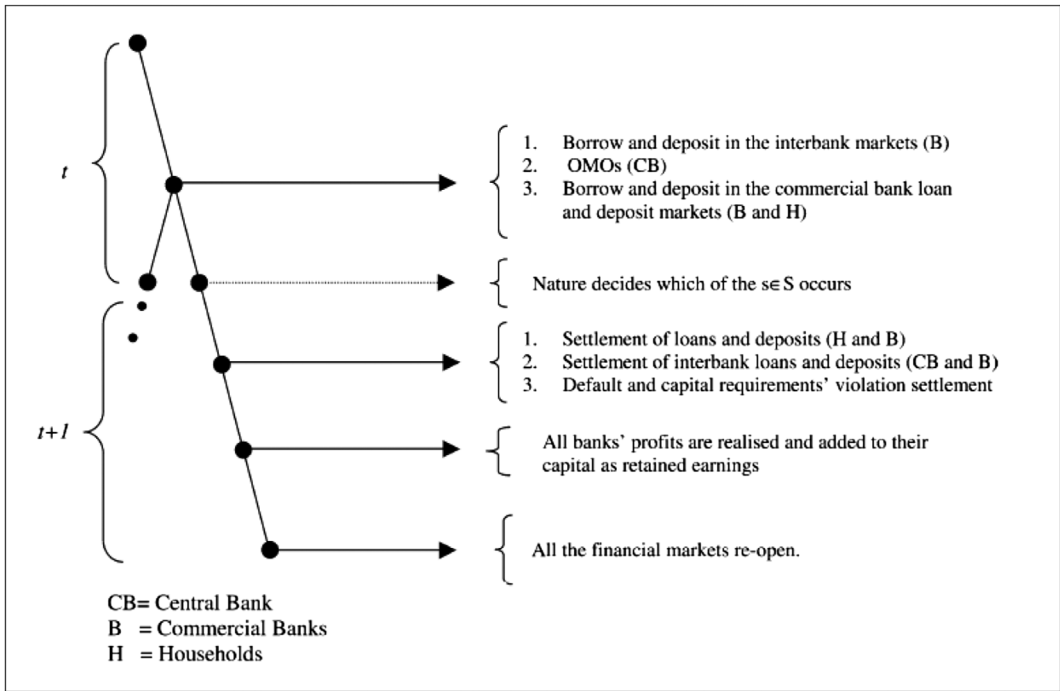 t
1. Borrow and deposit in the interbank markets (B)
2. OMOs (CB)
3. Borrow and deposit in the commercial bank loan
and deposit markets (B and H)
Nature decides which of the s∈S occurs
t+1
1. Settlement of loans and deposits (H and B)
2. Settlement of interbank loans and deposits (CB and B)
3. Default and capital requirements' violation settlement
All banks' profits are realised and added to their
capital as retained earnings
All the financial markets re-open.
CB= Central Bank
B = Commercial Banks
H = Households